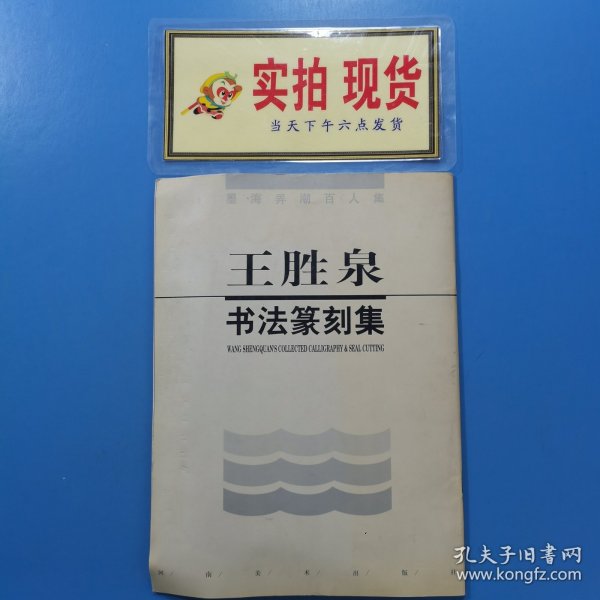 实拍 现货
当天下午六点发货
墨·海弄潮百人集
王胜泉
书法篆刻集
WANG SHENGQUAN'S COLLECTED CALLIGRAPHY & SEAL CUTTING
河/南/美/术/出/版/社
孔夫子旧书网
www.kongfz.com